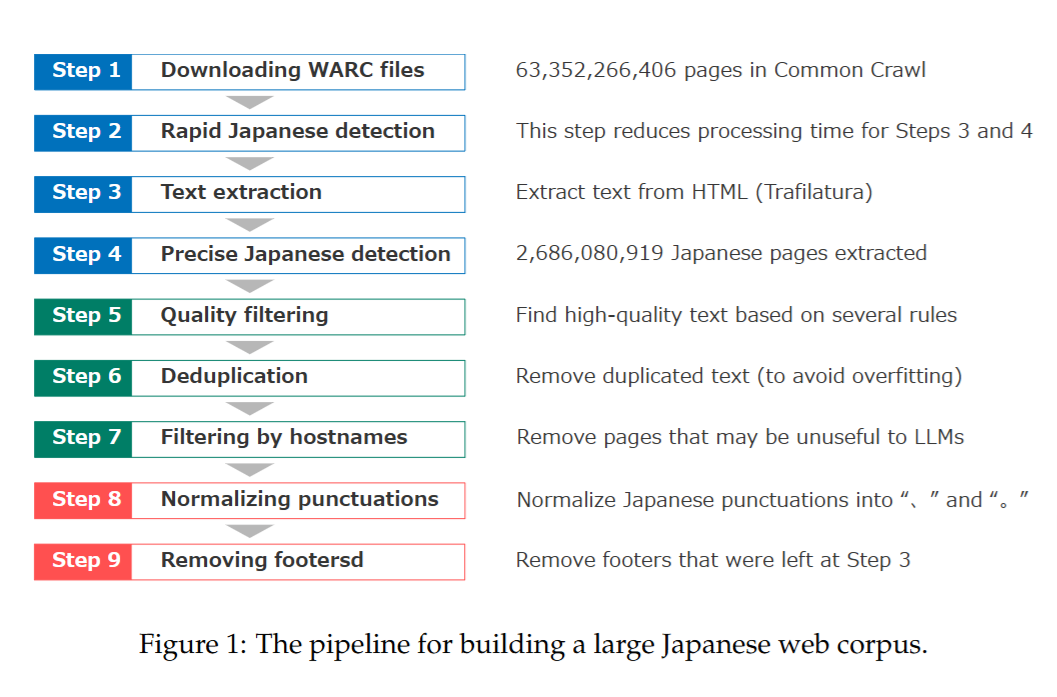 Step 1 Downloading WARC files 63,352,266,406 pages in Common Crawl
Step 2 Rapid Japanese detection This step reduces processing time for Steps 3 and 4
Step 3 Text extraction Extract text from HTML (Trafilatura)
Step 4 Precise Japanese detection 2,686,080,919 Japanese pages extracted
Step 5 Quality filtering Find high-quality text based on several rules
Step 6 Deduplication Remove duplicated text (to avoid overfitting)
Step 7 Filtering by hostnames Remove pages that may be unuseful to LLMs
Step 8 Normalizing punctuations Normalize Japanese punctuations into “、” and “。”
Step 9 Removing footersd Remove footers that were left at Step 3
Figure 1: The pipeline for building a large Japanese web corpus.